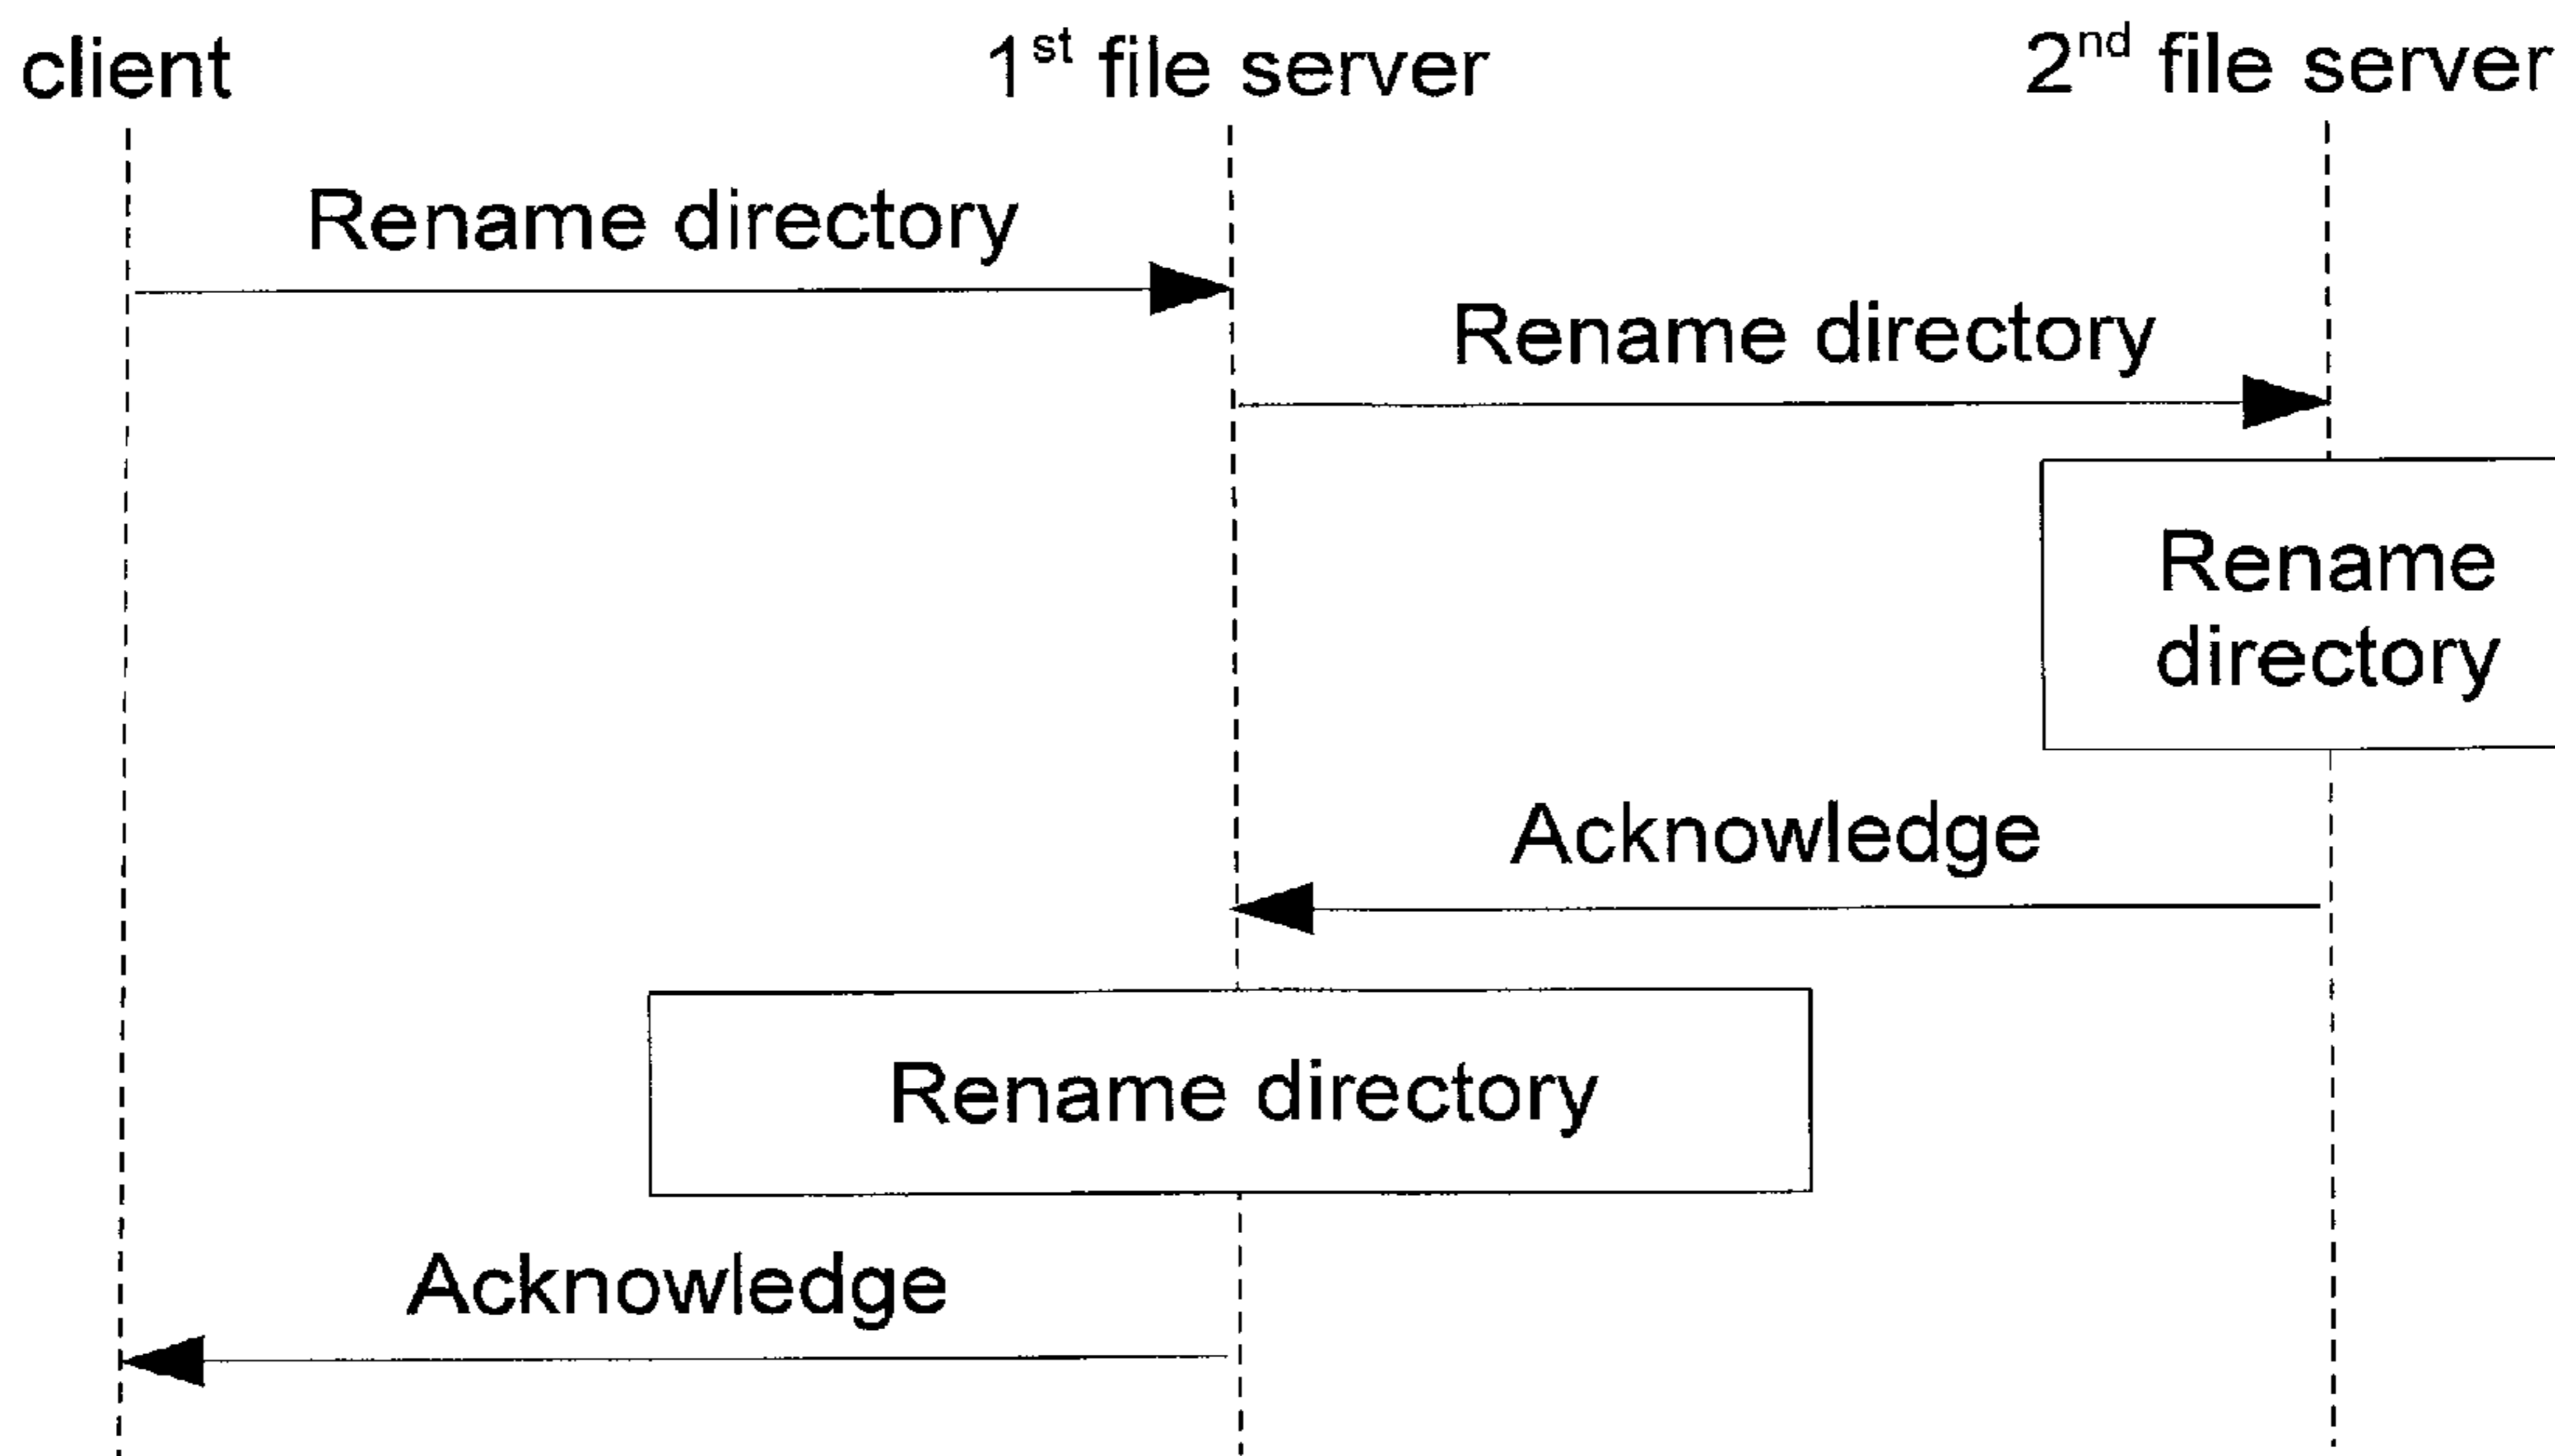 client
1st file server
2nd file server
Rename directory
Rename directory
Rename
directory
Acknowledge
Rename directory
Acknowledge